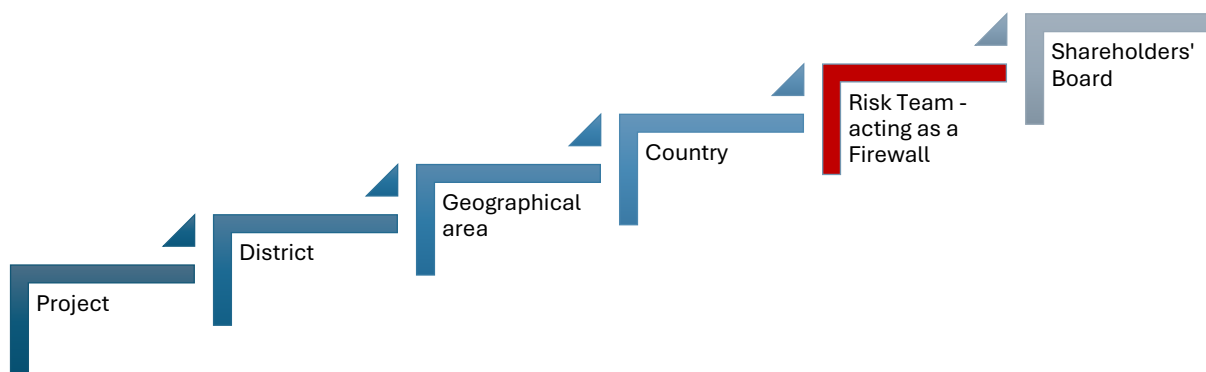 Project
District
Geographical
area
Country
Risk Team -
acting as a
Firewall
Shareholders'
Board